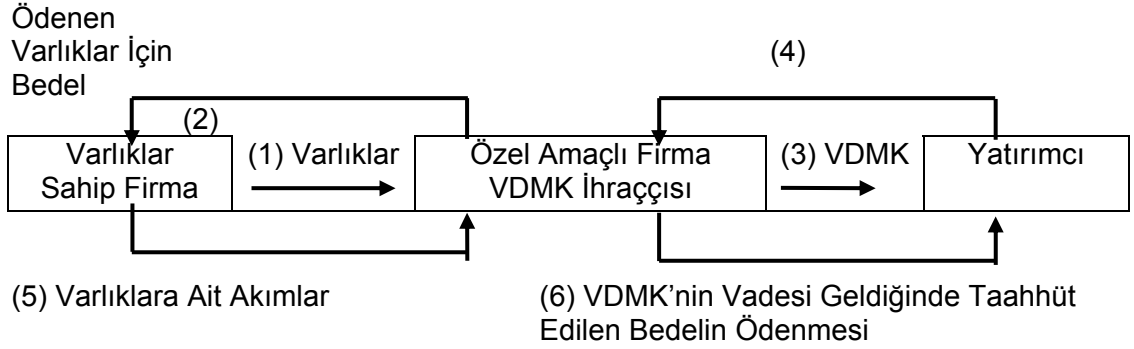 Ödenen
Varlıklar İçin
Bedel
(4)
(2)
Varlıklar
Sahip Firma
(1) Varlıklar
Özel Amaçlı Firma
VDMK İhraççısı
(3) VDMK
Yatırımcı
(5) Varlıklara Ait Akımlar
(6) VDMK’nin Vadesi Geldiğinde Taahhüt
Edilen Bedelin Ödenmesi